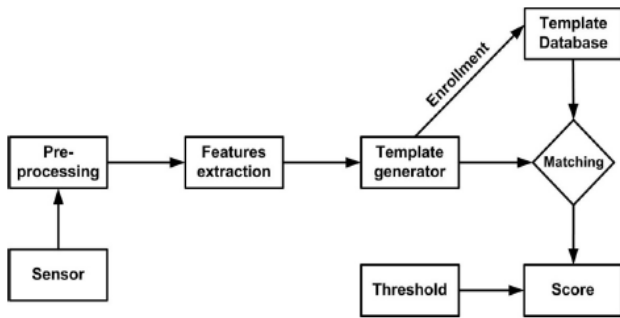 Template
Database
Enrollment
Pre-
processing
Features
extraction
Template
generator
Matching
Sensor
Threshold
Score